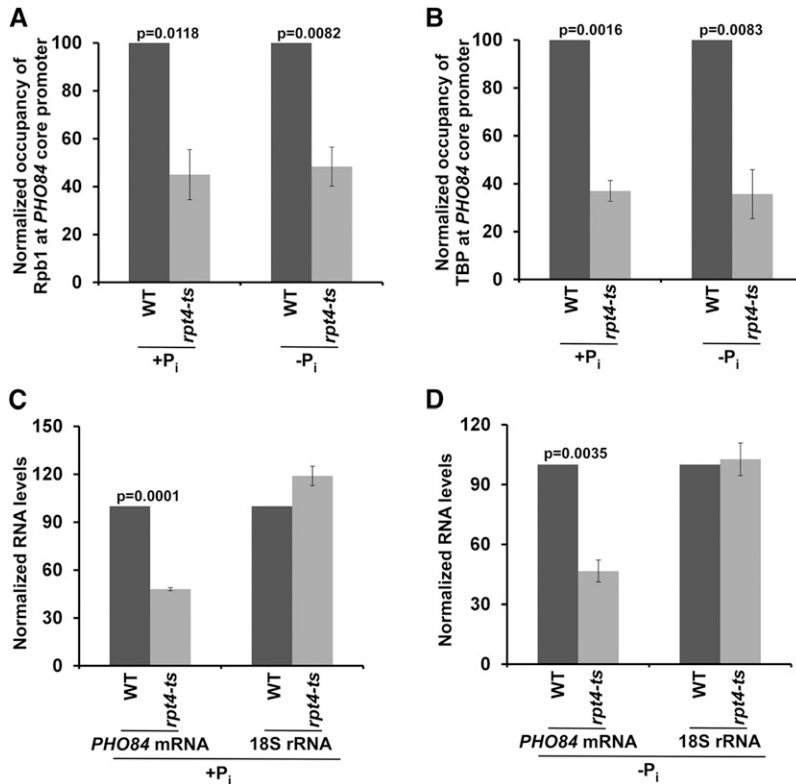 A
Normalized occupancy of
Rpb1 at PHO84 core promoter
100
80
60
40
20
0
p=0.0118
p=0.0082
WT
rpt4-ts
WT
rpt4-ts
+Pi
-Pi
B
Normalized occupancy of
TBP at PHO84 core promoter
100
80
60
40
20
0
p=0.0016
p=0.0083
WT
rpt4-ts
WT
rpt4-ts
+Pi
-Pi
C
Normalized RNA levels
150
120
90
60
30
0
p=0.0001
WT
rpt4-ts
WT
rpt4-ts
PHO84 mRNA
18S rRNA
+Pi
D
Normalized RNA levels
120
90
60
30
0
p=0.0035
WT
rpt4-ts
WT
rpt4-ts
PHO84 mRNA
18S rRNA
-Pi